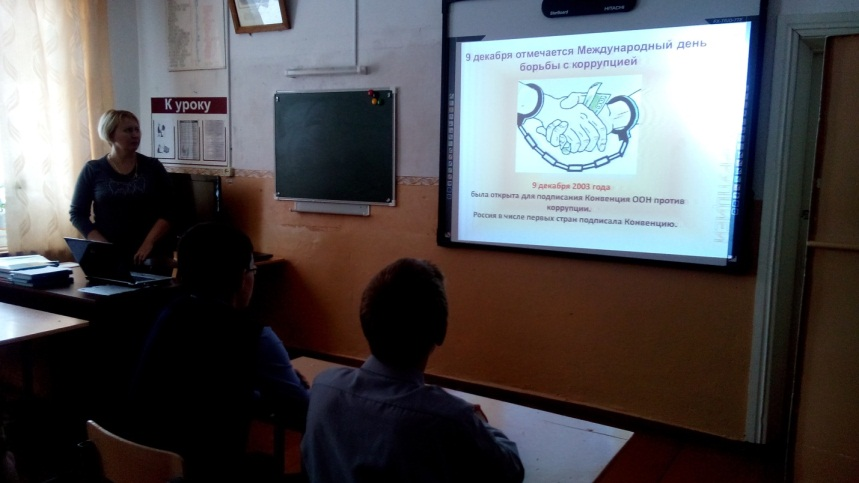 HITACHI
К уроку
9 декабря отмечается Международный день
борьбы с коррупцией
9 декабря 2003 года
была открыта для подписания Конвенция ООН против
коррупции.
Россия в числе первых стран подписала Конвенцию.